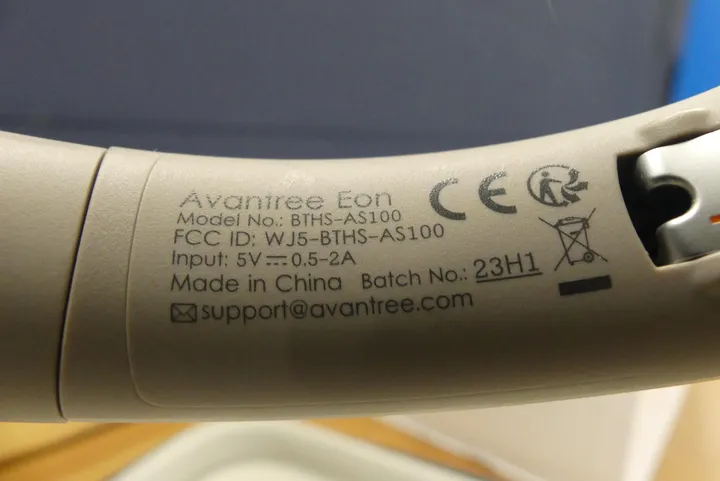 Avantree Eon
Model No.: BTHS-AS100
FCC ID: WJ5-BTHS-AS100
Input: 5V⎓0.5-2A
Made in China Batch No.: 23H1
support@avantree.com
CE